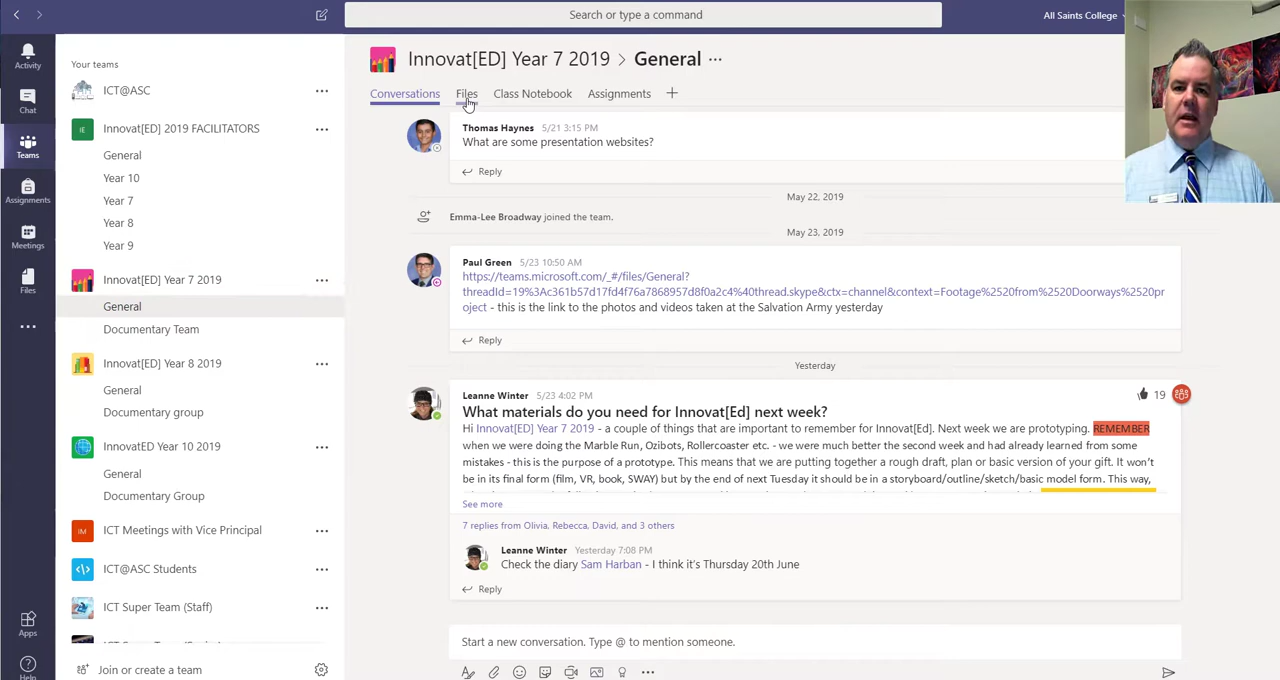 Search or type a command
All Saints College
Activity
Chat
Teams
Assignments
Meetings
Files
Apps
Help
Your teams
ICT@ASC
IE
Innovat[ED] 2019 FACILITATORS
General
Year 10
Year 7
Year 8
Year 9
Innovat[ED] Year 7 2019
General
Documentary Team
Innovat[ED] Year 8 2019
General
Documentary group
InnovatED Year 10 2019
General
Documentary Group
IM
ICT Meetings with Vice Principal
ICT@ASC Students
ICT Super Team (Staff)
Join or create a team
Innovat[ED] Year 7 2019 > General ...
Conversations Files Class Notebook Assignments +
Thomas Haynes 5/21 3:15 PM
What are some presentation websites?
Reply
May 22, 2019
Emma-Lee Broadway joined the team.
May 23, 2019
Paul Green 5/23 10:50 AM
https://teams.microsoft.com/_#/files/General?
threadId=19%3Ac361b57d17fd4f76a7868957d8f0a2c4%40thread.skype&ctx=channel&context=Footage%2520from%2520Doorways%2520pr
oject - this is the link to the photos and videos taken at the Salvation Army yesterday
Reply
Yesterday
Leanne Winter 5/23 4:02 PM
19
What materials do you need for Innovat[Ed] next week?
Hi Innovat[ED] Year 7 2019 - a couple of things that are important to remember for Innovat[Ed]. Next week we are prototyping. REMEMBER
when we were doing the Marble Run, Ozibots, Rollercoaster etc. - we were much better the second week and had already learned from some
mistakes - this is the purpose of a prototype. This means that we are putting together a rough draft, plan or basic version of your gift. It won't
be in its final form (film, VR, book, SWAY) but by the end of next Tuesday it should be in a storyboard/outline/sketch/basic model form. This way,
See more
7 replies from Olivia, Rebecca, David, and 3 others
Leanne Winter Yesterday 7:08 PM
Check the diary Sam Harban - I think it's Thursday 20th June
Reply
Start a new conversation. Type @ to mention someone.